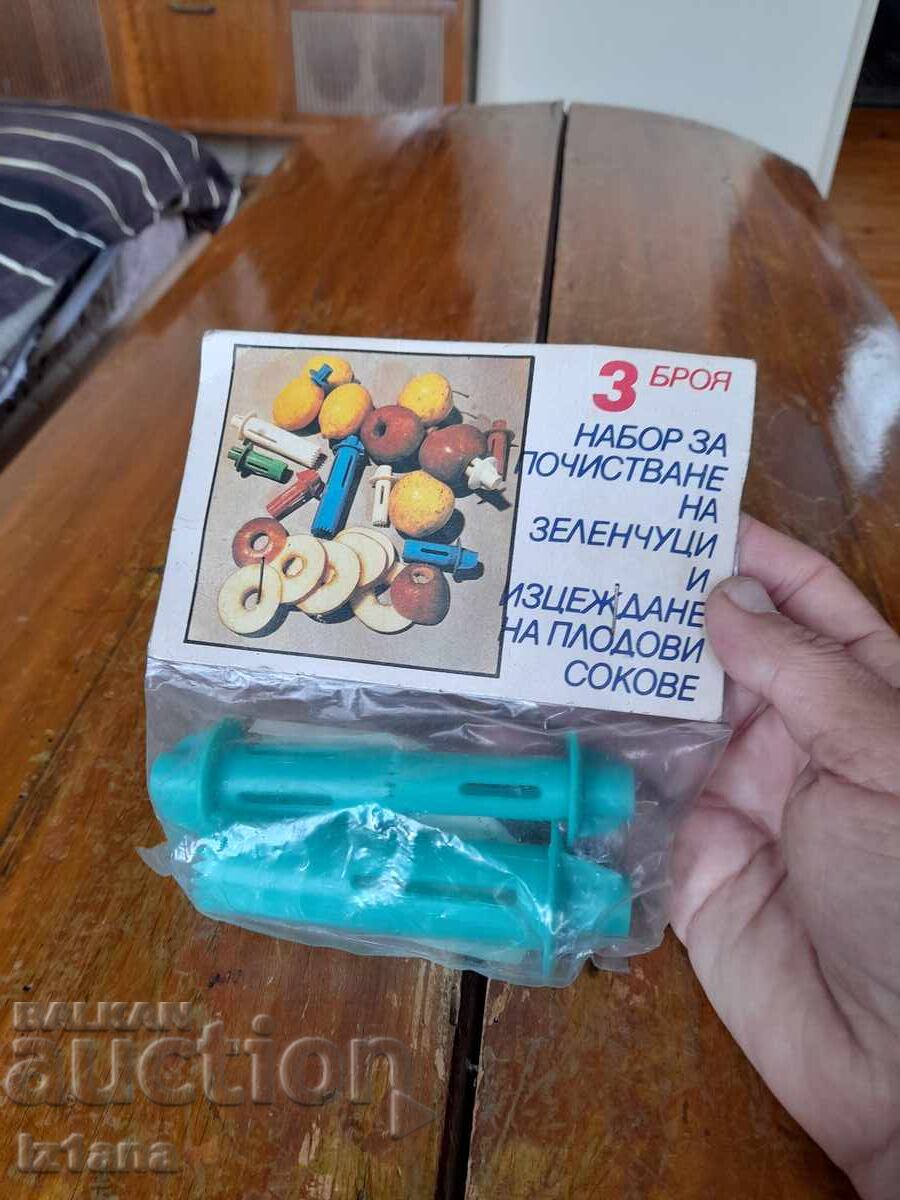 3 БРОЯ
НАБОР ЗА
ПОЧИСТВАНЕ
НА
ЗЕЛЕНЧУЦИ
И
ИЗЦЕЖДАНЕ
НА ПЛОДОВИ
СОКОВЕ
BALKAN
auction
iz1ana